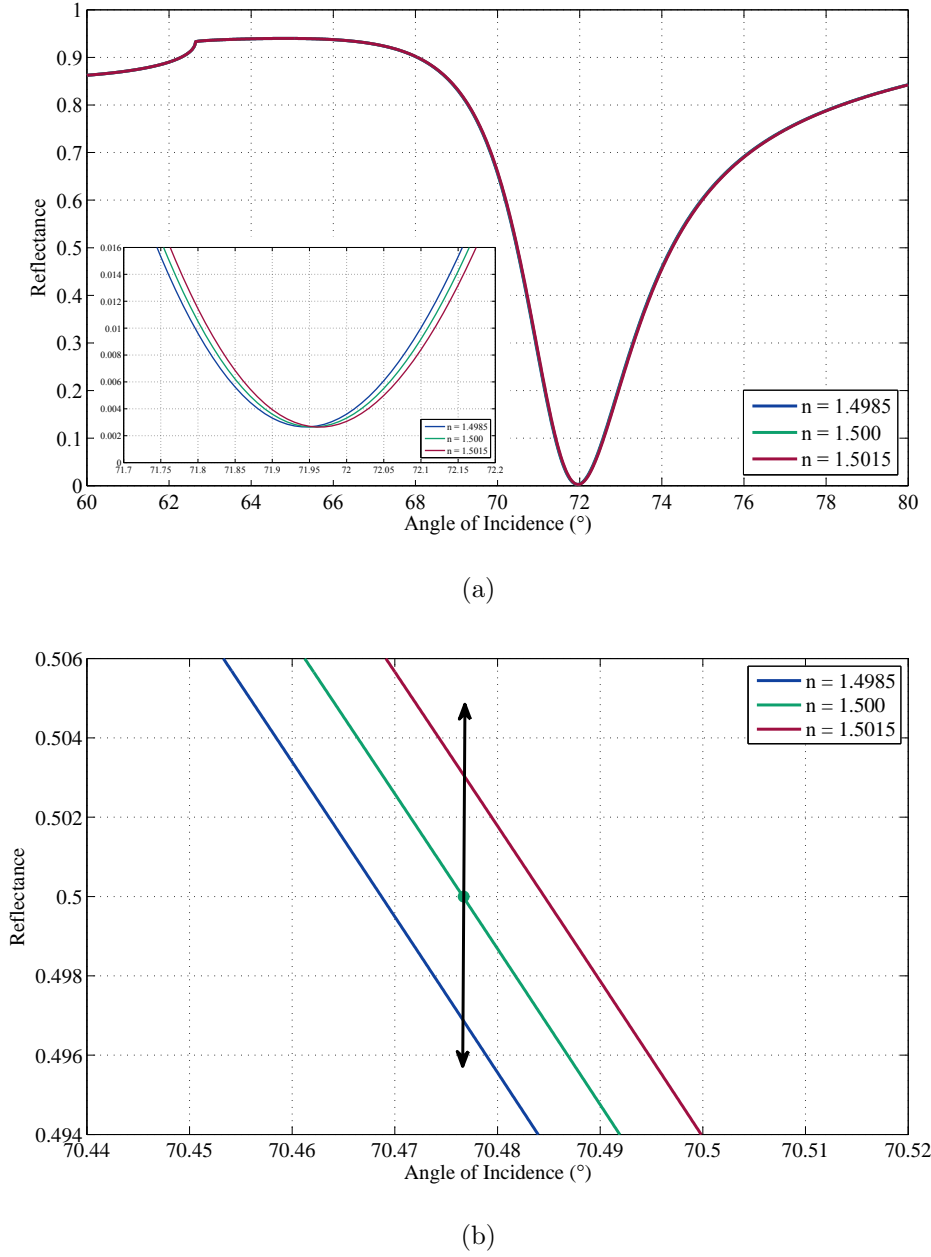 1
0.9
0.8
0.7
0.6
0.5
0.4
0.3
0.2
0.1
0
Reflectance
60 62 64 66 68 70 72 74 76 78 80
Angle of Incidence (°)
n = 1.4985
n = 1.500
n = 1.5015
0.016
0.014
0.012
0.01
0.008
0.006
0.004
0.002
0
71.7 71.75 71.8 71.85 71.9 71.95 72 72.05 72.1 72.15 72.2
n = 1.4985
n = 1.500
n = 1.5015
(a)
0.506
0.504
0.502
0.5
0.498
0.496
0.494
Reflectance
70.44 70.45 70.46 70.47 70.48 70.49 70.5 70.51 70.52
Angle of Incidence (°)
n = 1.4985
n = 1.500
n = 1.5015
(b)